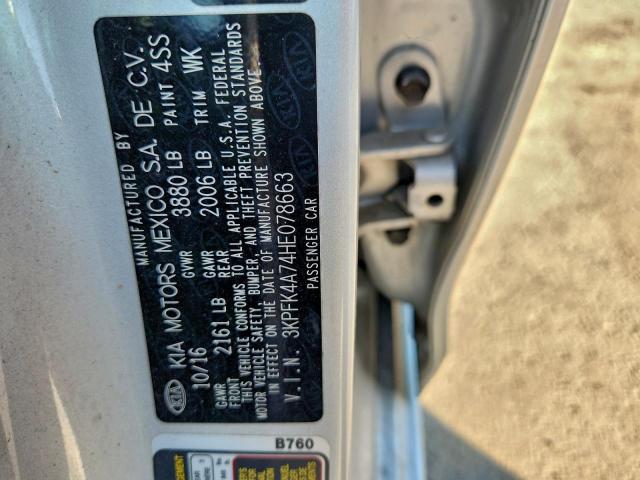 MANUFACTURED BY
KIA KIA MOTORS MEXICO S.A. DE C.V.
10/16 GVWR 3880 LB PAINT 4SS
GAWR FRONT 2161 LB GAWR REAR 2006 LB TRIM WK
THIS VEHICLE CONFORMS TO ALL APPLICABLE U.S.A. FEDERAL
MOTOR VEHICLE SAFETY, BUMPER, AND THEFT PREVENTION STANDARDS
IN EFFECT ON THE DATE OF MANUFACTURE SHOWN ABOVE.
V.I.N. 3KPFK4A74HE078663
PASSENGER CAR
B760